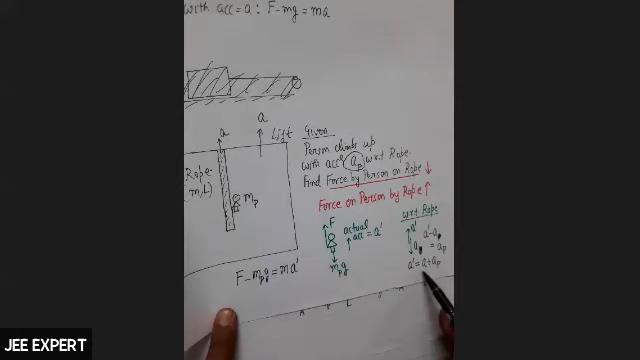 with acc = a : F-mg = ma
a
a
Lift
Rope
(m, L)
mp
Given
Person climbs up
with accⁿ ap w.r.t Rope.
Find Force by Person on Rope ↓
Force on Person by Rope ↑
F
actual
acc = a'
mpg
F-mpg = ma'
w.r.t Rope
a'
a'-a
= ap
a' = a+ap
JEE EXPERT